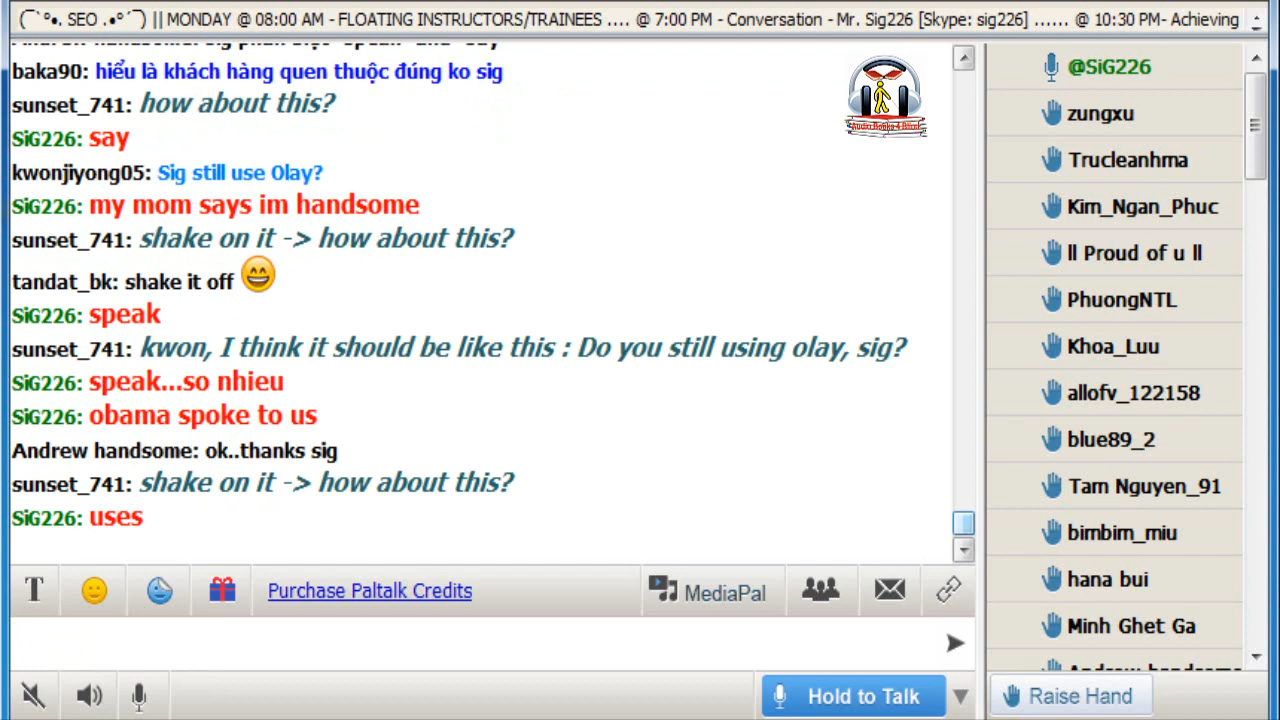 (¯`º•. SEO .•º´¯) || MONDAY @ 08:00 AM - FLOATING INSTRUCTORS/TRAINEES .... @ 7:00 PM - Conversation - Mr. Sig226 [Skype: sig226] ...... @ 10:30 PM- Achieving
baka90: hiểu là khách hàng quen thuộc đúng ko sig
sunset_741: how about this?
SiG226: say
kwonjiyong05: Sig still use Olay?
SiG226: my mom says im handsome
sunset_741: shake on it -> how about this?
tandat_bk: shake it off
SiG226: speak
sunset_741: kwon, I think it should be like this : Do you still using olay, sig?
SiG226: speak...so nhieu
SiG226: obama spoke to us
Andrew handsome: ok..thanks sig
sunset_741: shake on it -> how about this?
SiG226: uses
Audio Books 4 Blind
@SiG226
zungxu
Trucleanhma
Kim_Ngan_Phuc
ll Proud of u ll
PhuongNTL
Khoa_Luu
allofv_122158
blue89_2
Tam Nguyen_91
bimbim_miu
hana bui
Minh Ghet Ga
Andrew handsome
T
Purchase Paltalk Credits
MediaPal
Hold to Talk
Raise Hand